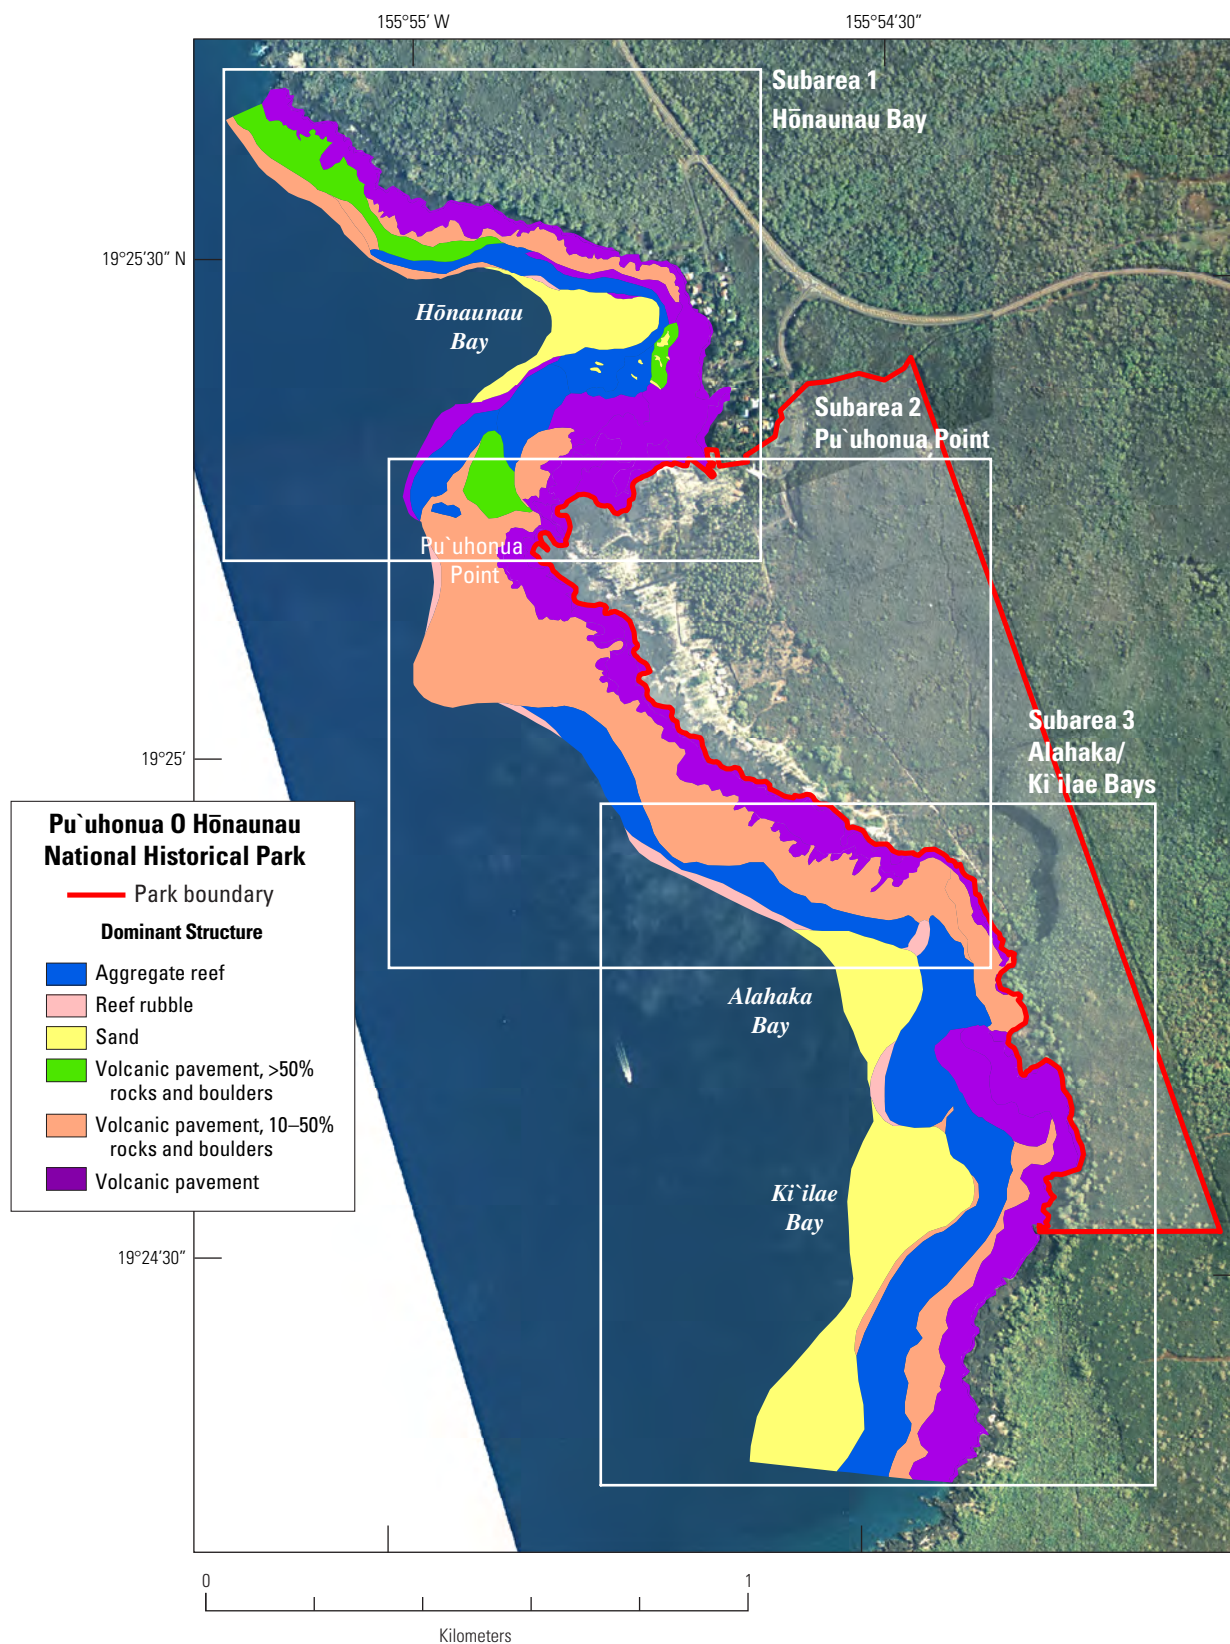 155°55’ W
155°54’30”
Subarea 1
Hōnaunau Bay
19°25’30” N
Hōnaunau
Bay
Subarea 2
Pu`uhonua Point
Pu`uhonua
Point
Subarea 3
Alahaka/
Ki`ilae Bays
19°25’
Pu`uhonua O Hōnaunau
National Historical Park
Park boundary
Dominant Structure
Aggregate reef
Reef rubble
Sand
Volcanic pavement, >50%
rocks and boulders
Volcanic pavement, 10–50%
rocks and boulders
Volcanic pavement
Alahaka
Bay
Ki`ilae
Bay
19°24’30”
0
1
Kilometers